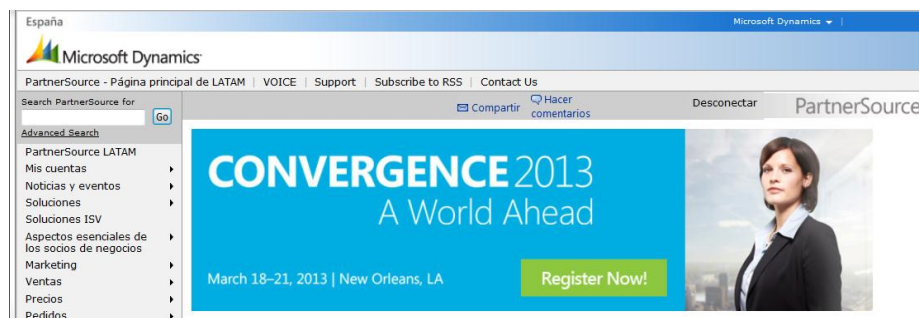 España
Microsoft Dynamics
Microsoft Dynamics
PartnerSource - Página principal de LATAM | VOICE | Support | Subscribe to RSS | Contact Us
Search PartnerSource for
Go
Advanced Search
Compartir
Hacer
comentarios
Desconectar
PartnerSource
PartnerSource LATAM
Mis cuentas
Noticias y eventos
Soluciones
Soluciones ISV
Aspectos esenciales de
los socios de negocios
Marketing
Ventas
Precios
Pedidos
CONVERGENCE 2013
A World Ahead
March 18–21, 2013 | New Orleans, LA
Register Now!